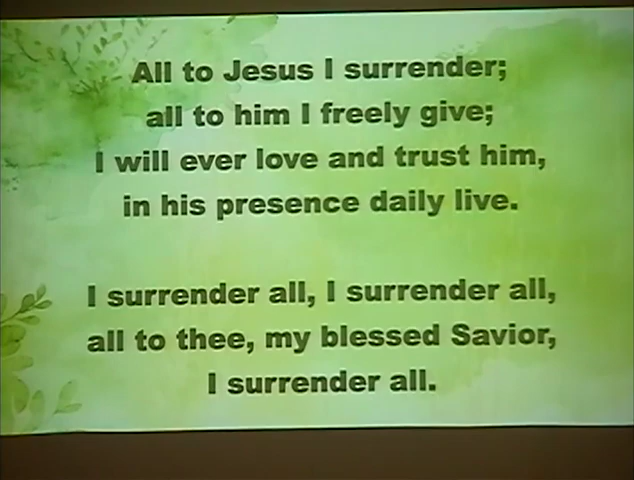 All to Jesus I surrender;
all to him I freely give;
I will ever love and trust him,
in his presence daily live.
I surrender all, I surrender all,
all to thee, my blessed Savior,
I surrender all.